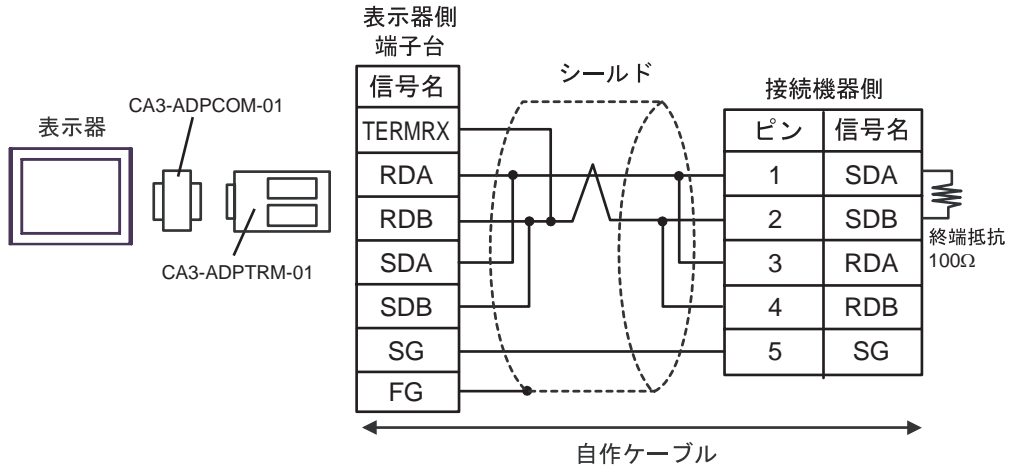 表示器側
端子台
信号名
TERMRX
RDA
RDB
SDA
SDB
SG
FG
シールド
接続機器側
ピン 信号名
1 SDA
2 SDB
3 RDA
4 RDB
5 SG
終端抵抗
100Ω
表示器
CA3-ADPCOM-01
CA3-ADPTRM-01
自作ケーブル